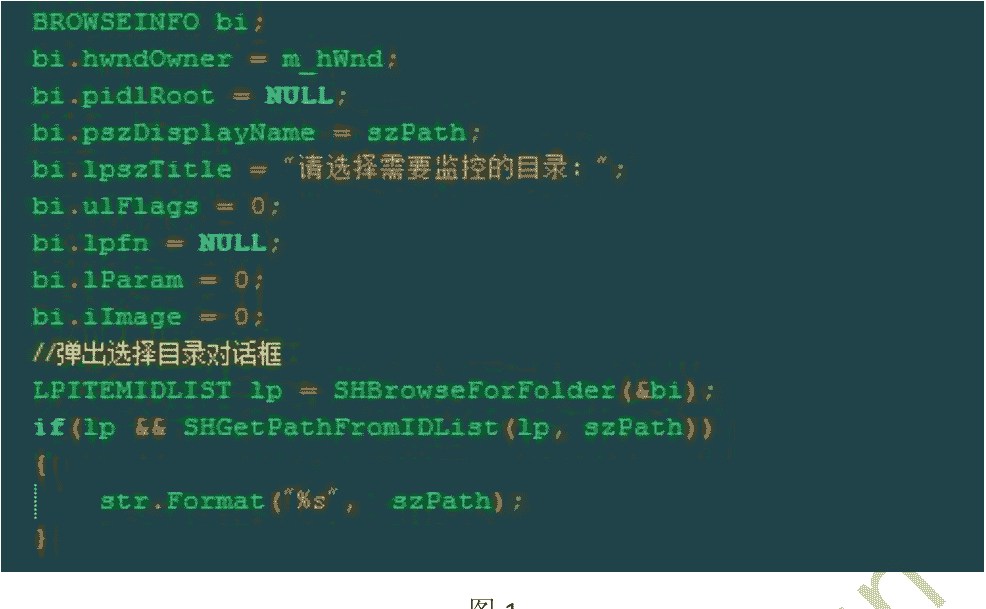 BROWSEINFO bi;
bi.hwndOwner = m_hWnd;
bi.pidlRoot = NULL;
bi.pszDisplayName = szPath;
bi.lpszTitle = "请选择需要监控的目录：";
bi.ulFlags = 0;
bi.lpfn = NULL;
bi.lParam = 0;
bi.iImage = 0;
//弹出选择目录对话框
LPITEMIDLIST lp = SHBrowseForFolder(&bi);
if(lp && SHGetPathFromIDList(lp, szPath))
{
str.Format("%s", szPath);
}
图 1